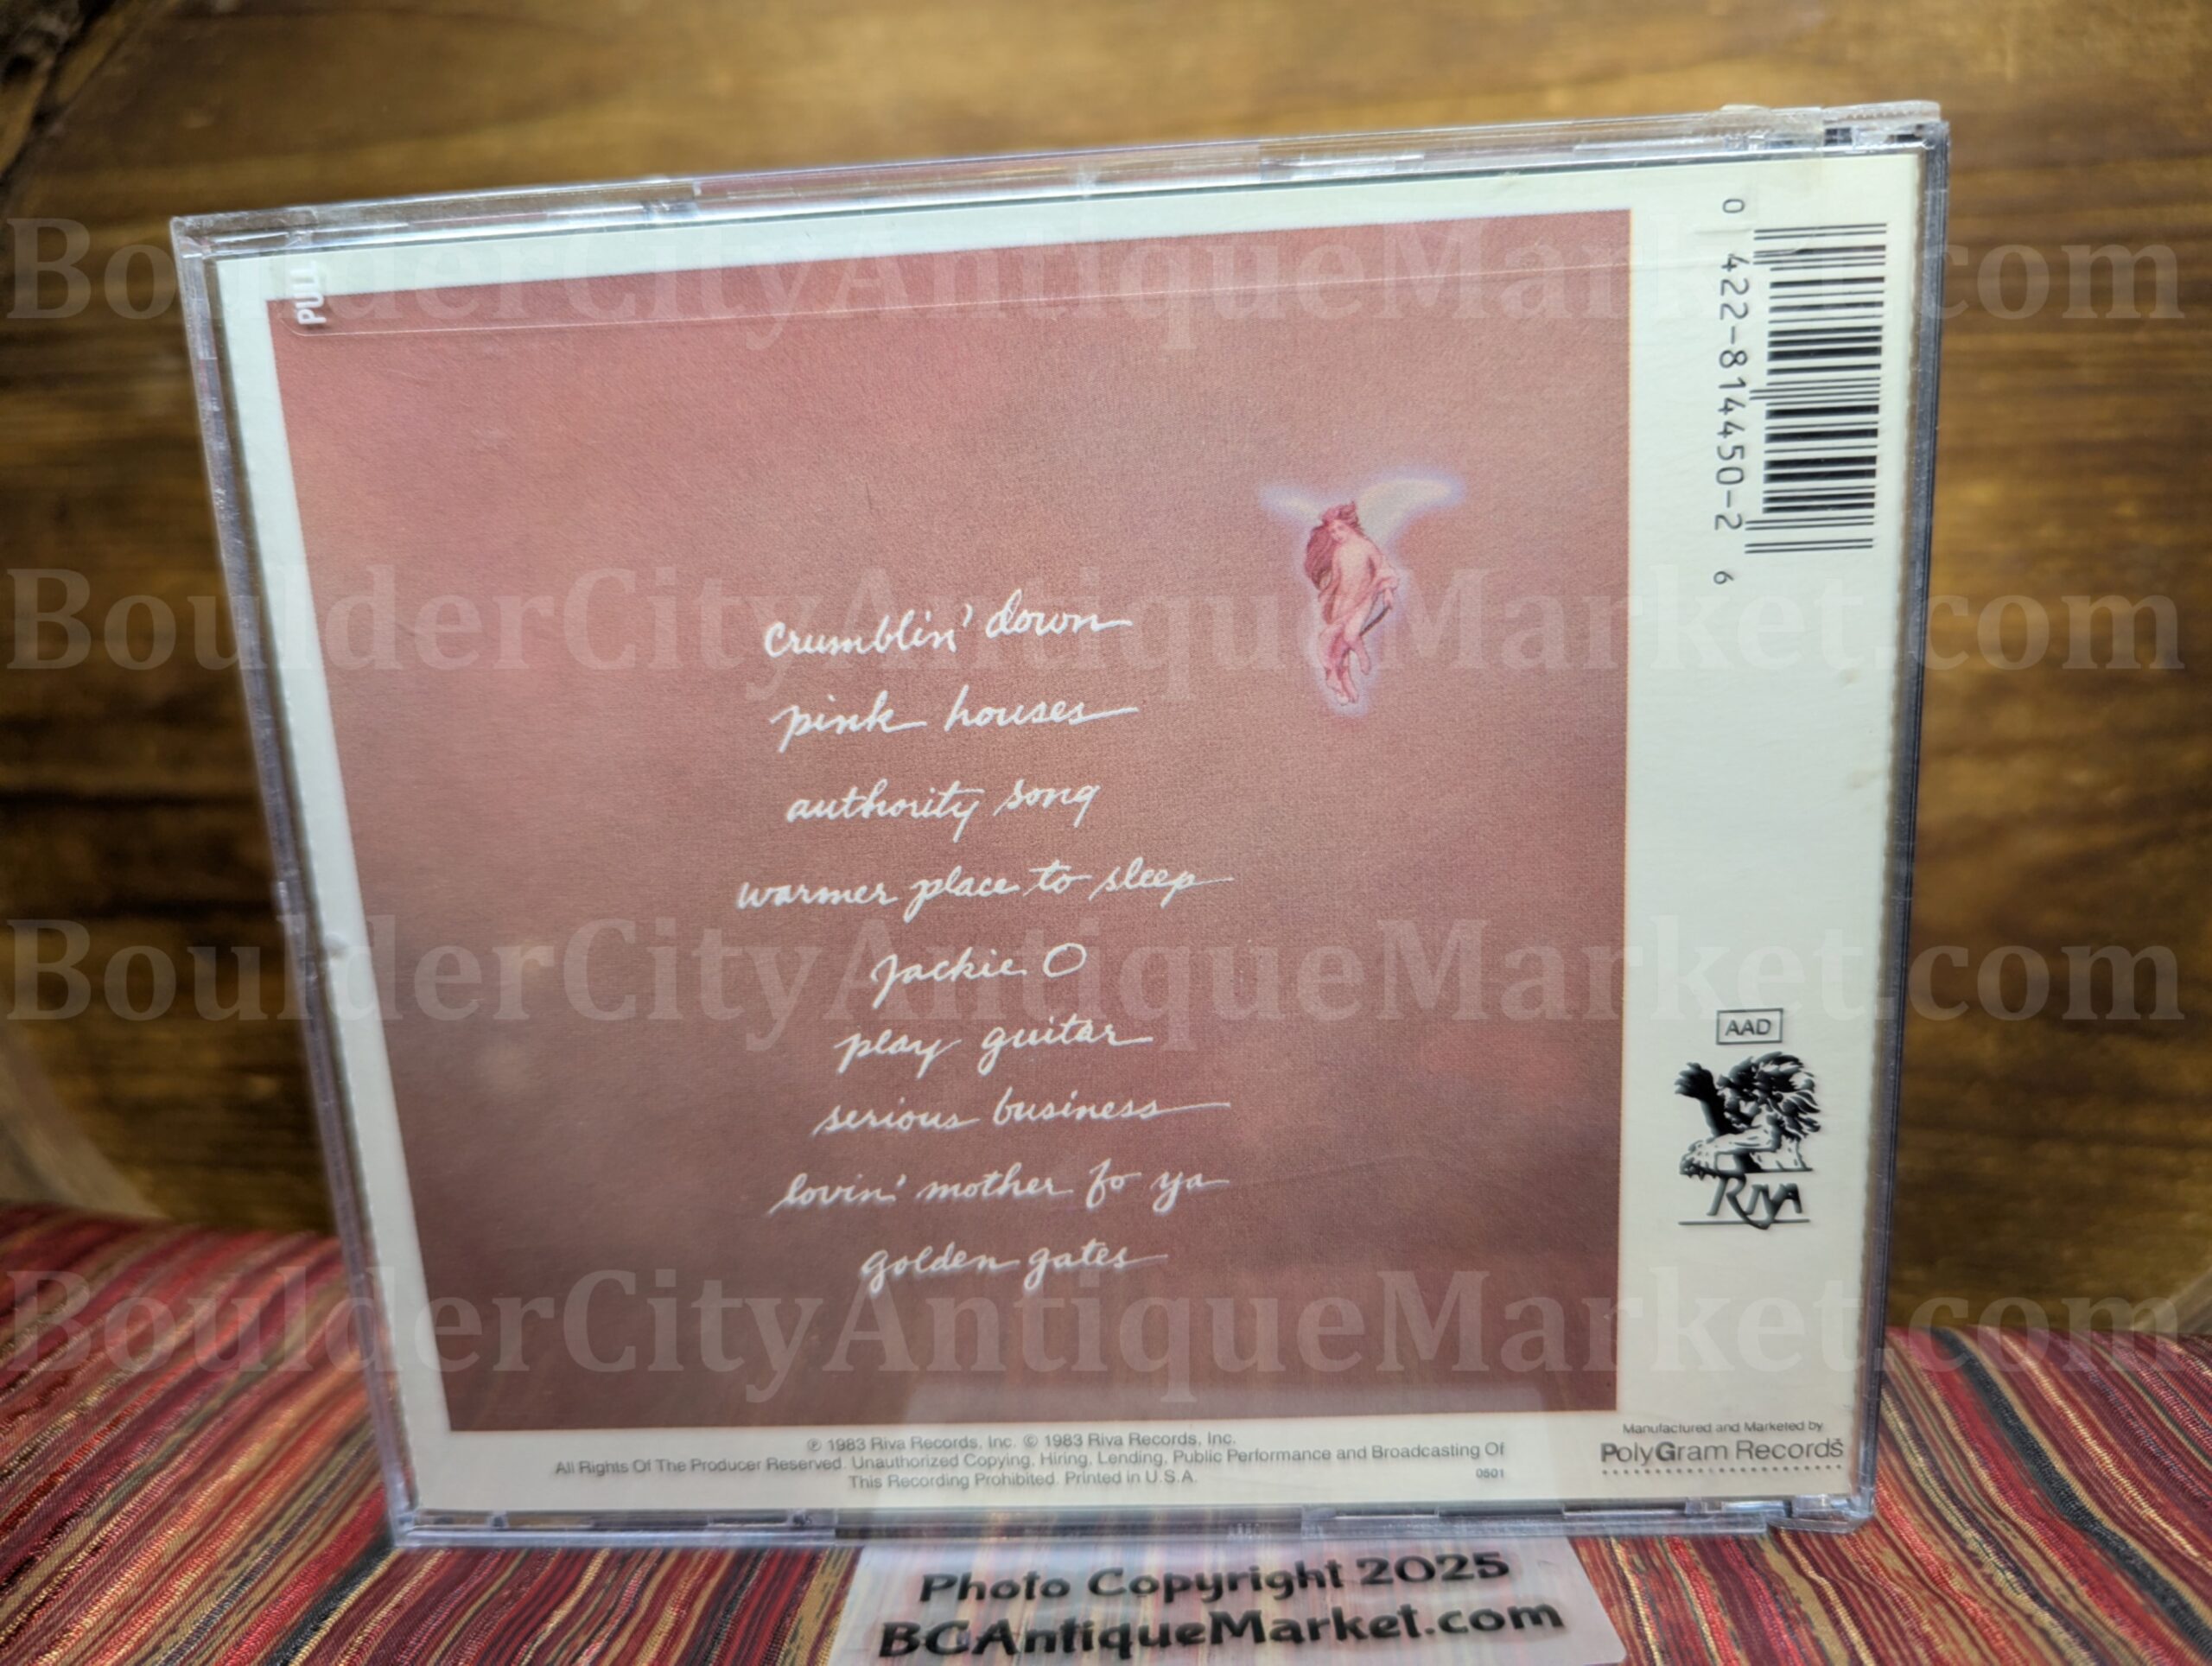 PULL
crumblin' down
pink houses
authority song
warmer place to sleep
Jackie O
play guitar
serious business
lovin' mother fo ya
golden gates
0 422-814450-2 6
AAD
RIVA
℗ 1983 Riva Records, Inc. © 1983 Riva Records, Inc.
All Rights Of The Producer Reserved. Unauthorized Copying, Hiring, Lending, Public Performance and Broadcasting Of
This Recording Prohibited. Printed in U.S.A.
0501
Manufactured and Marketed by
PolyGram Records
Photo Copyright 2025
BCAntiqueMarket.com
BoulderCityAntiqueMarket.com
BoulderCityAntiqueMarket.com
BoulderCityAntiqueMarket.com
BoulderCityAntiqueMarket.com